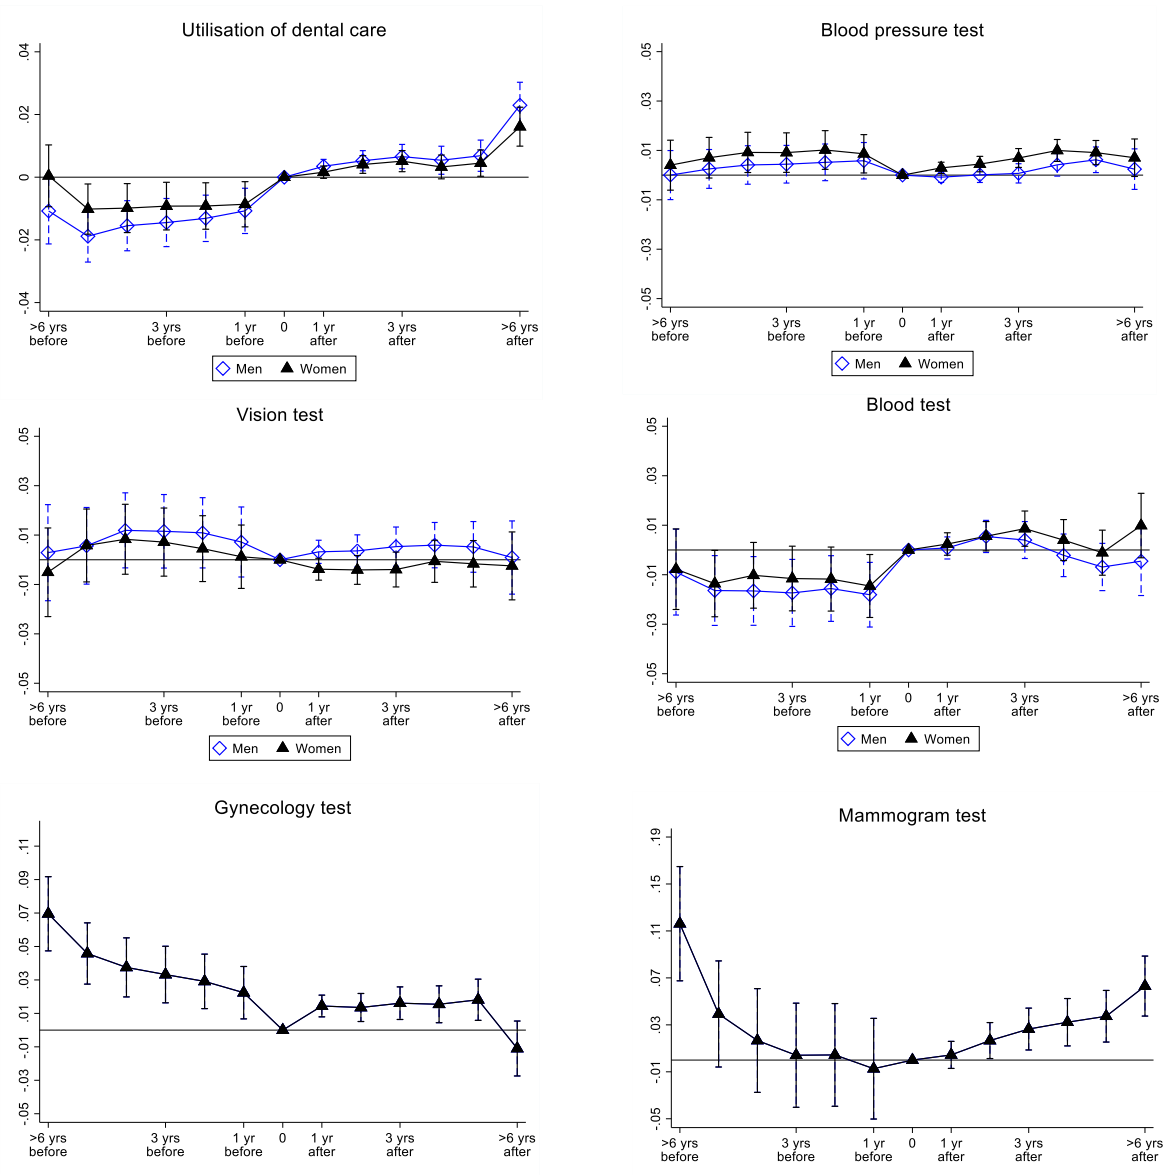 Utilisation of dental care
.04
.02
0
-.02
-.04
>6 yrs before
3 yrs before
1 yr before
0
1 yr after
3 yrs after
>6 yrs after
Men
Women
Blood pressure test
.05
.03
.01
-.01
-.03
-.05
>6 yrs before
3 yrs before
1 yr before
0
1 yr after
3 yrs after
>6 yrs after
Men
Women
Vision test
.05
.03
.01
-.01
-.03
-.05
>6 yrs before
3 yrs before
1 yr before
0
1 yr after
3 yrs after
>6 yrs after
Men
Women
Blood test
.05
.03
.01
-.01
-.03
-.05
>6 yrs before
3 yrs before
1 yr before
0
1 yr after
3 yrs after
>6 yrs after
Men
Women
Gynecology test
.11
.09
.07
.05
.03
.01
-.01
-.03
-.05
>6 yrs before
3 yrs before
1 yr before
0
1 yr after
3 yrs after
>6 yrs after
Mammogram test
.19
.15
.11
.07
.03
-.01
-.05
>6 yrs before
3 yrs before
1 yr before
0
1 yr after
3 yrs after
>6 yrs after